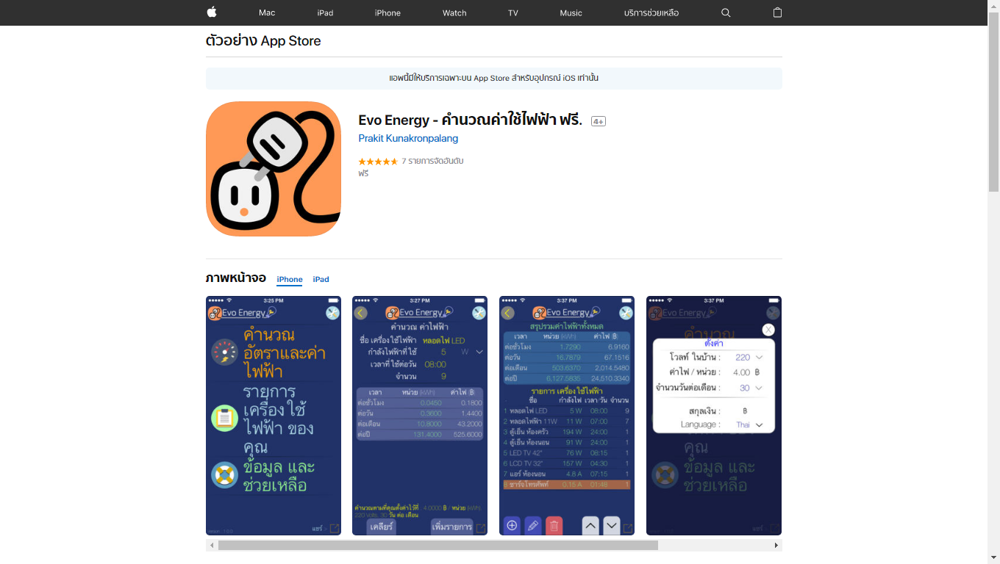 Mac iPad iPhone Watch TV Music บริการช่วยเหลือ
ตัวอย่าง App Store
แอพนี้มีให้บริการเฉพาะบน App Store สำหรับอุปกรณ์ iOS เท่านั้น
Evo Energy - คำนวณค่าใช้ไฟฟ้า ฟรี. 4+
Prakit Kunakronpalang
7 รายการจัดอันดับ
ฟรี
ภาพหน้าจอ iPhone iPad
3:25 PM
Evo Energy
คำนวณ
อัตราและค่า
ไฟฟ้า
รายการ
เครื่องใช้
ไฟฟ้า ของ
คุณ
ข้อมูล และ
ช่วยเหลือ
แชร์ >
3:27 PM
Evo Energy
คำนวณ ค่าไฟฟ้า
ชื่อ เครื่องใช้ไฟฟ้า หลอดไฟ LED
กำลังไฟฟ้าที่ใช้ 5 W
เวลาที่ใช้ต่อวัน 08:00
จำนวน 9
เวลา หน่วย (kWh) ค่าไฟ (฿)
ต่อชั่วโมง 0.0450 0.1800
ต่อวัน 0.3600 1.4400
ต่อเดือน 10.8000 43.2000
ต่อปี 131.4000 525.6000
คำนวณตามที่คุณตั้งค่าไว้ที่ 4.0000 ฿ / หน่วย (kWh)
220 Volts, 30 วัน ต่อ เดือน
เคลียร์ เพิ่มรายการ
3:37 PM
Evo Energy
สรุปรวมค่าไฟฟ้าทั้งหมด
เวลา หน่วย (kWh) ค่าไฟ (฿)
ต่อชั่วโมง 1.7290 6.9160
ต่อวัน 16.7879 67.1516
ต่อเดือน 503.6370 2,014.5480
ต่อปี 6,127.5835 24,510.3340
รายการ เครื่องใช้ไฟฟ้า
ชื่อ กำลังไฟ เวลา/วัน จำนวน
1 หลอดไฟ LED 5 W 08:00 9
2 หลอดไฟฟ้า 11W 11 W 07:00 7
3 ตู้เย็น ห้องครัว 194 W 24:00 1
4 ตู้เย็น ห้องนอน 91 W 24:00 1
5 LED TV 42" 76 W 08:15 1
6 LCD TV 32" 157 W 04:30 1
7 แอร์ ห้องนอน 4.8 A 07:15 1
8 ชาร์จโทรศัพท์ 0.15 A 01:48 1
3:37 PM
Evo Energy
คำนวณ
X
ตั้งค่า
โวลท์ ในบ้าน : 220
ค่าไฟ / หน่วย : 4.00 ฿
จำนวนวันต่อเดือน : 30
สกุลเงิน : ฿
Language : Thai
คุณ
ข้อมูล และ
ช่วยเหลือ